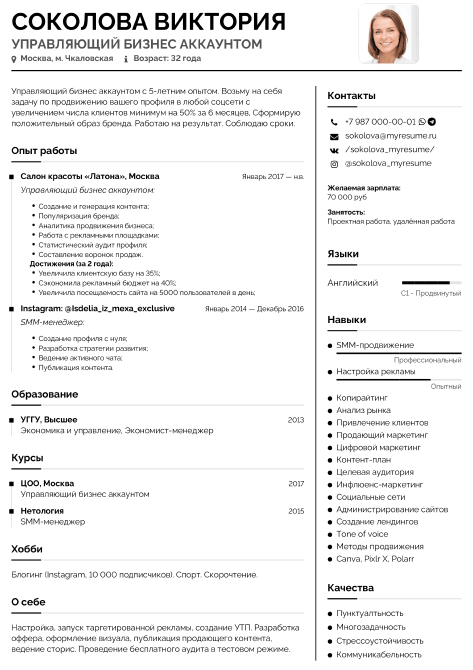 СОКОЛОВА ВИКТОРИЯ
УПРАВЛЯЮЩИЙ БИЗНЕС АККАУНТОМ
Москва, м. Чкаловская Возраст: 32 года
Управляющий бизнес аккаунтом с 5-летним опытом. Возьму на себя
задачу по продвижению вашего профиля в любой соцсети с
увеличением числа клиентов минимум на 50% за 6 месяцев. Сформирую
положительный образ бренда. Работаю на результат. Соблюдаю сроки.
Опыт работы
Салон красоты «Латона», Москва Январь 2017 — н.в.
Управляющий бизнес аккаунтом:
Создание и генерация контента;
Популяризация бренда;
Аналитика продвижения бизнеса;
Работа с рекламными площадками;
Статистический аудит профиля;
Составление воронок продаж.
Достижения (за 2 года):
Увеличила клиентскую базу на 35%;
Сэкономила рекламный бюджет на 40%;
Увеличила посещаемость сайта на 5000 пользователей в день;
Instagram: @Isdelia_iz_mexa_exclusive Январь 2014 — Декабрь 2016
SMM-менеджер:
Создание профиля с нуля;
Разработка стратегии развития;
Ведение активного чата;
Публикация контента.
Образование
УГГУ, Высшее 2013
Экономика и управление, Экономист-менеджер
Курсы
ЦОО, Москва 2017
Управляющий бизнес аккаунтом
Нетология 2015
SMM-менеджер
Хобби
Блогинг (Instagram, 10 000 подписчиков). Спорт. Скорочтение.
О себе
Настройка, запуск таргетированной рекламы, создание УТП. Разработка
оффера, оформление визуала, публикация продающего контента,
ведение сторис. Проведение бесплатного аудита в тестовом режиме.
Контакты
+7 987 000-00-01
sokolova@myresume.ru
/sokolova_myresume/
@sokolova_myresume
Желаемая зарплата:
70 000 руб
Занятость:
Проектная работа, удалённая работа
Языки
Английский
C1 - Продвинутый
Навыки
SMM-продвижение
Профессиональный
Настройка рекламы
Опытный
Копирайтинг
Анализ рынка
Привлечение клиентов
Продающий маркетинг
Цифровой маркетинг
Контент-план
Целевая аудитория
Инфлюенс-маркетинг
Социальные сети
Администрирование сайтов
Создание лендингов
Tone of voice
Методы продвижения
Canva, Pixlr X, Polarr
Качества
Пунктуалтьность
Многозадачность
Стрессоустойчивость
Коммуникабельность